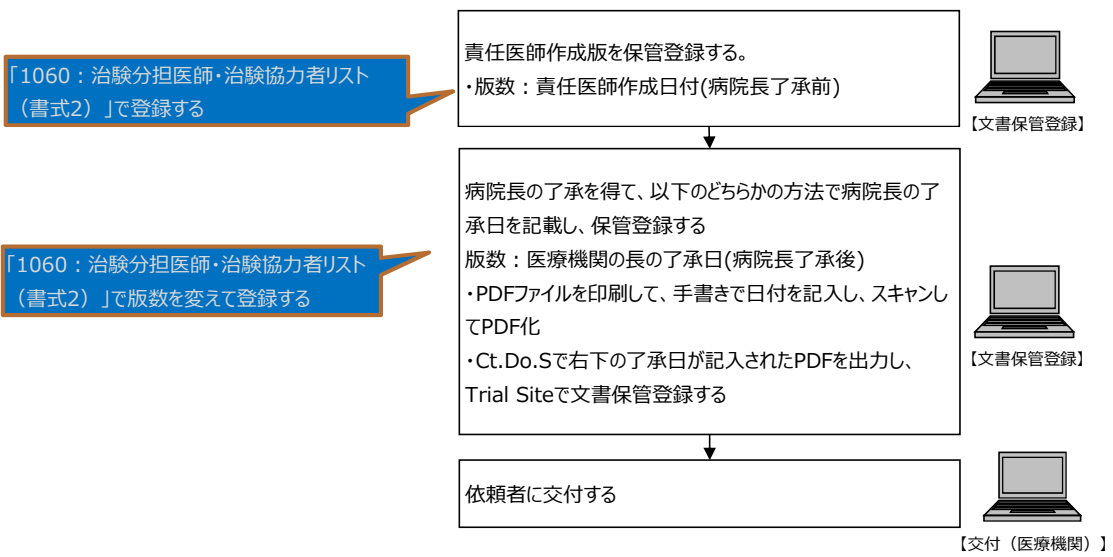 責任医師作成版を保管登録する。
・版数：責任医師作成日付(病院長了承前)
「1060：治験分担医師・治験協力者リスト
（書式2）」で登録する
【文書保管登録】
病院長の了承を得て、以下のどちらかの方法で病院長の了
承日を記載し、保管登録する
版数：医療機関の長の了承日(病院長了承後)
・PDFファイルを印刷して、手書きで日付を記入し、スキャンし
てPDF化
・Ct.Do.Sで右下の了承日が記入されたPDFを出力し、
Trial Siteで文書保管登録する
「1060：治験分担医師・治験協力者リスト
（書式2）」で版数を変えて登録する
【文書保管登録】
依頼者に交付する
【交付（医療機関）】